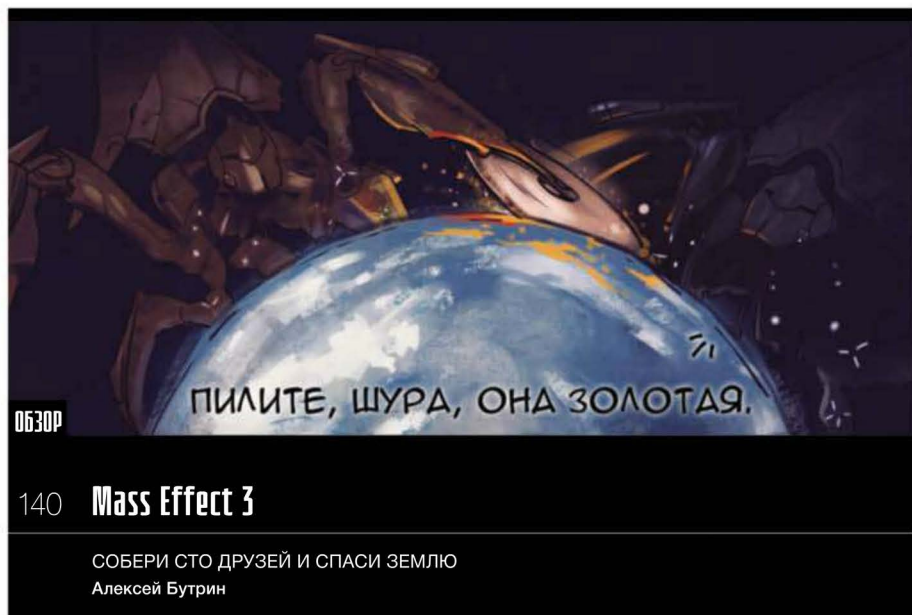 ПИЛИТЕ, ШУРА, ОНА ЗОЛОТАЯ.
ОБЗОР
140 Mass Effect 3
СОБЕРИ СТО ДРУЗЕЙ И СПАСИ ЗЕМЛЮ
Алексей Бутрин